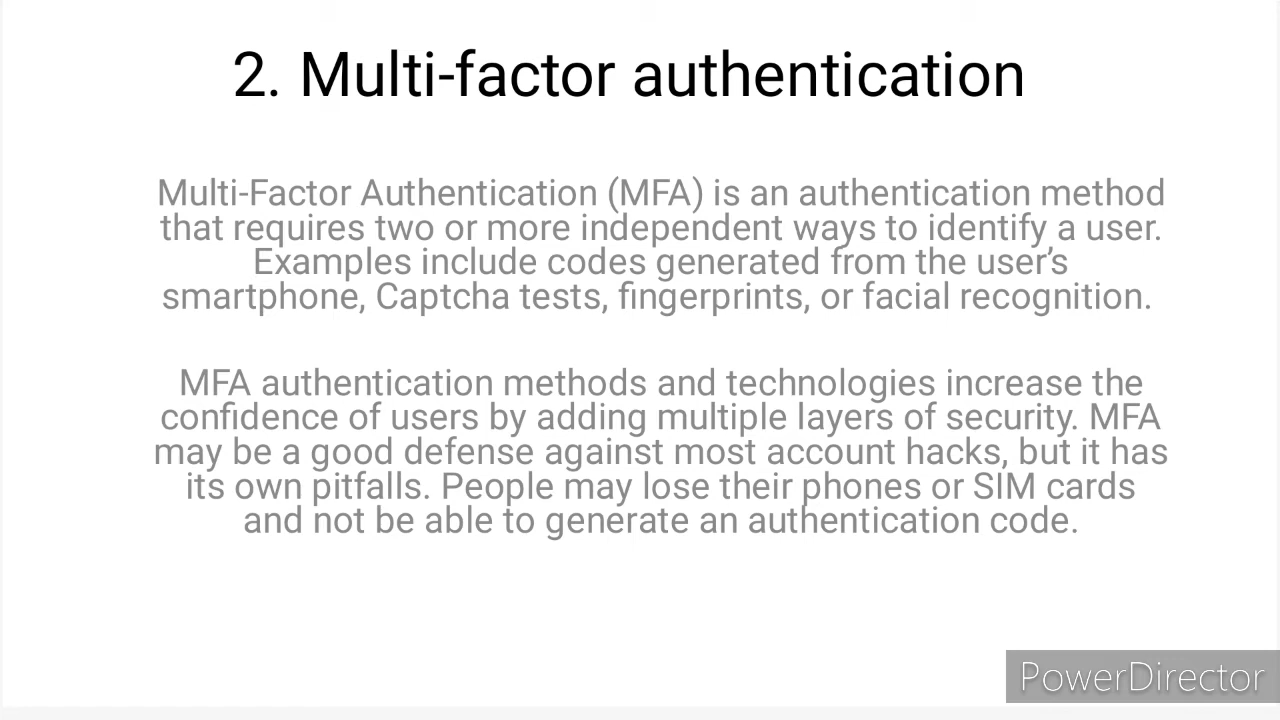 2. Multi-factor authentication
Multi-Factor Authentication (MFA) is an authentication method
that requires two or more independent ways to identify a user.
Examples include codes generated from the user’s
smartphone, Captcha tests, fingerprints, or facial recognition.
MFA authentication methods and technologies increase the
confidence of users by adding multiple layers of security. MFA
may be a good defense against most account hacks, but it has
its own pitfalls. People may lose their phones or SIM cards
and not be able to generate an authentication code.
PowerDirector